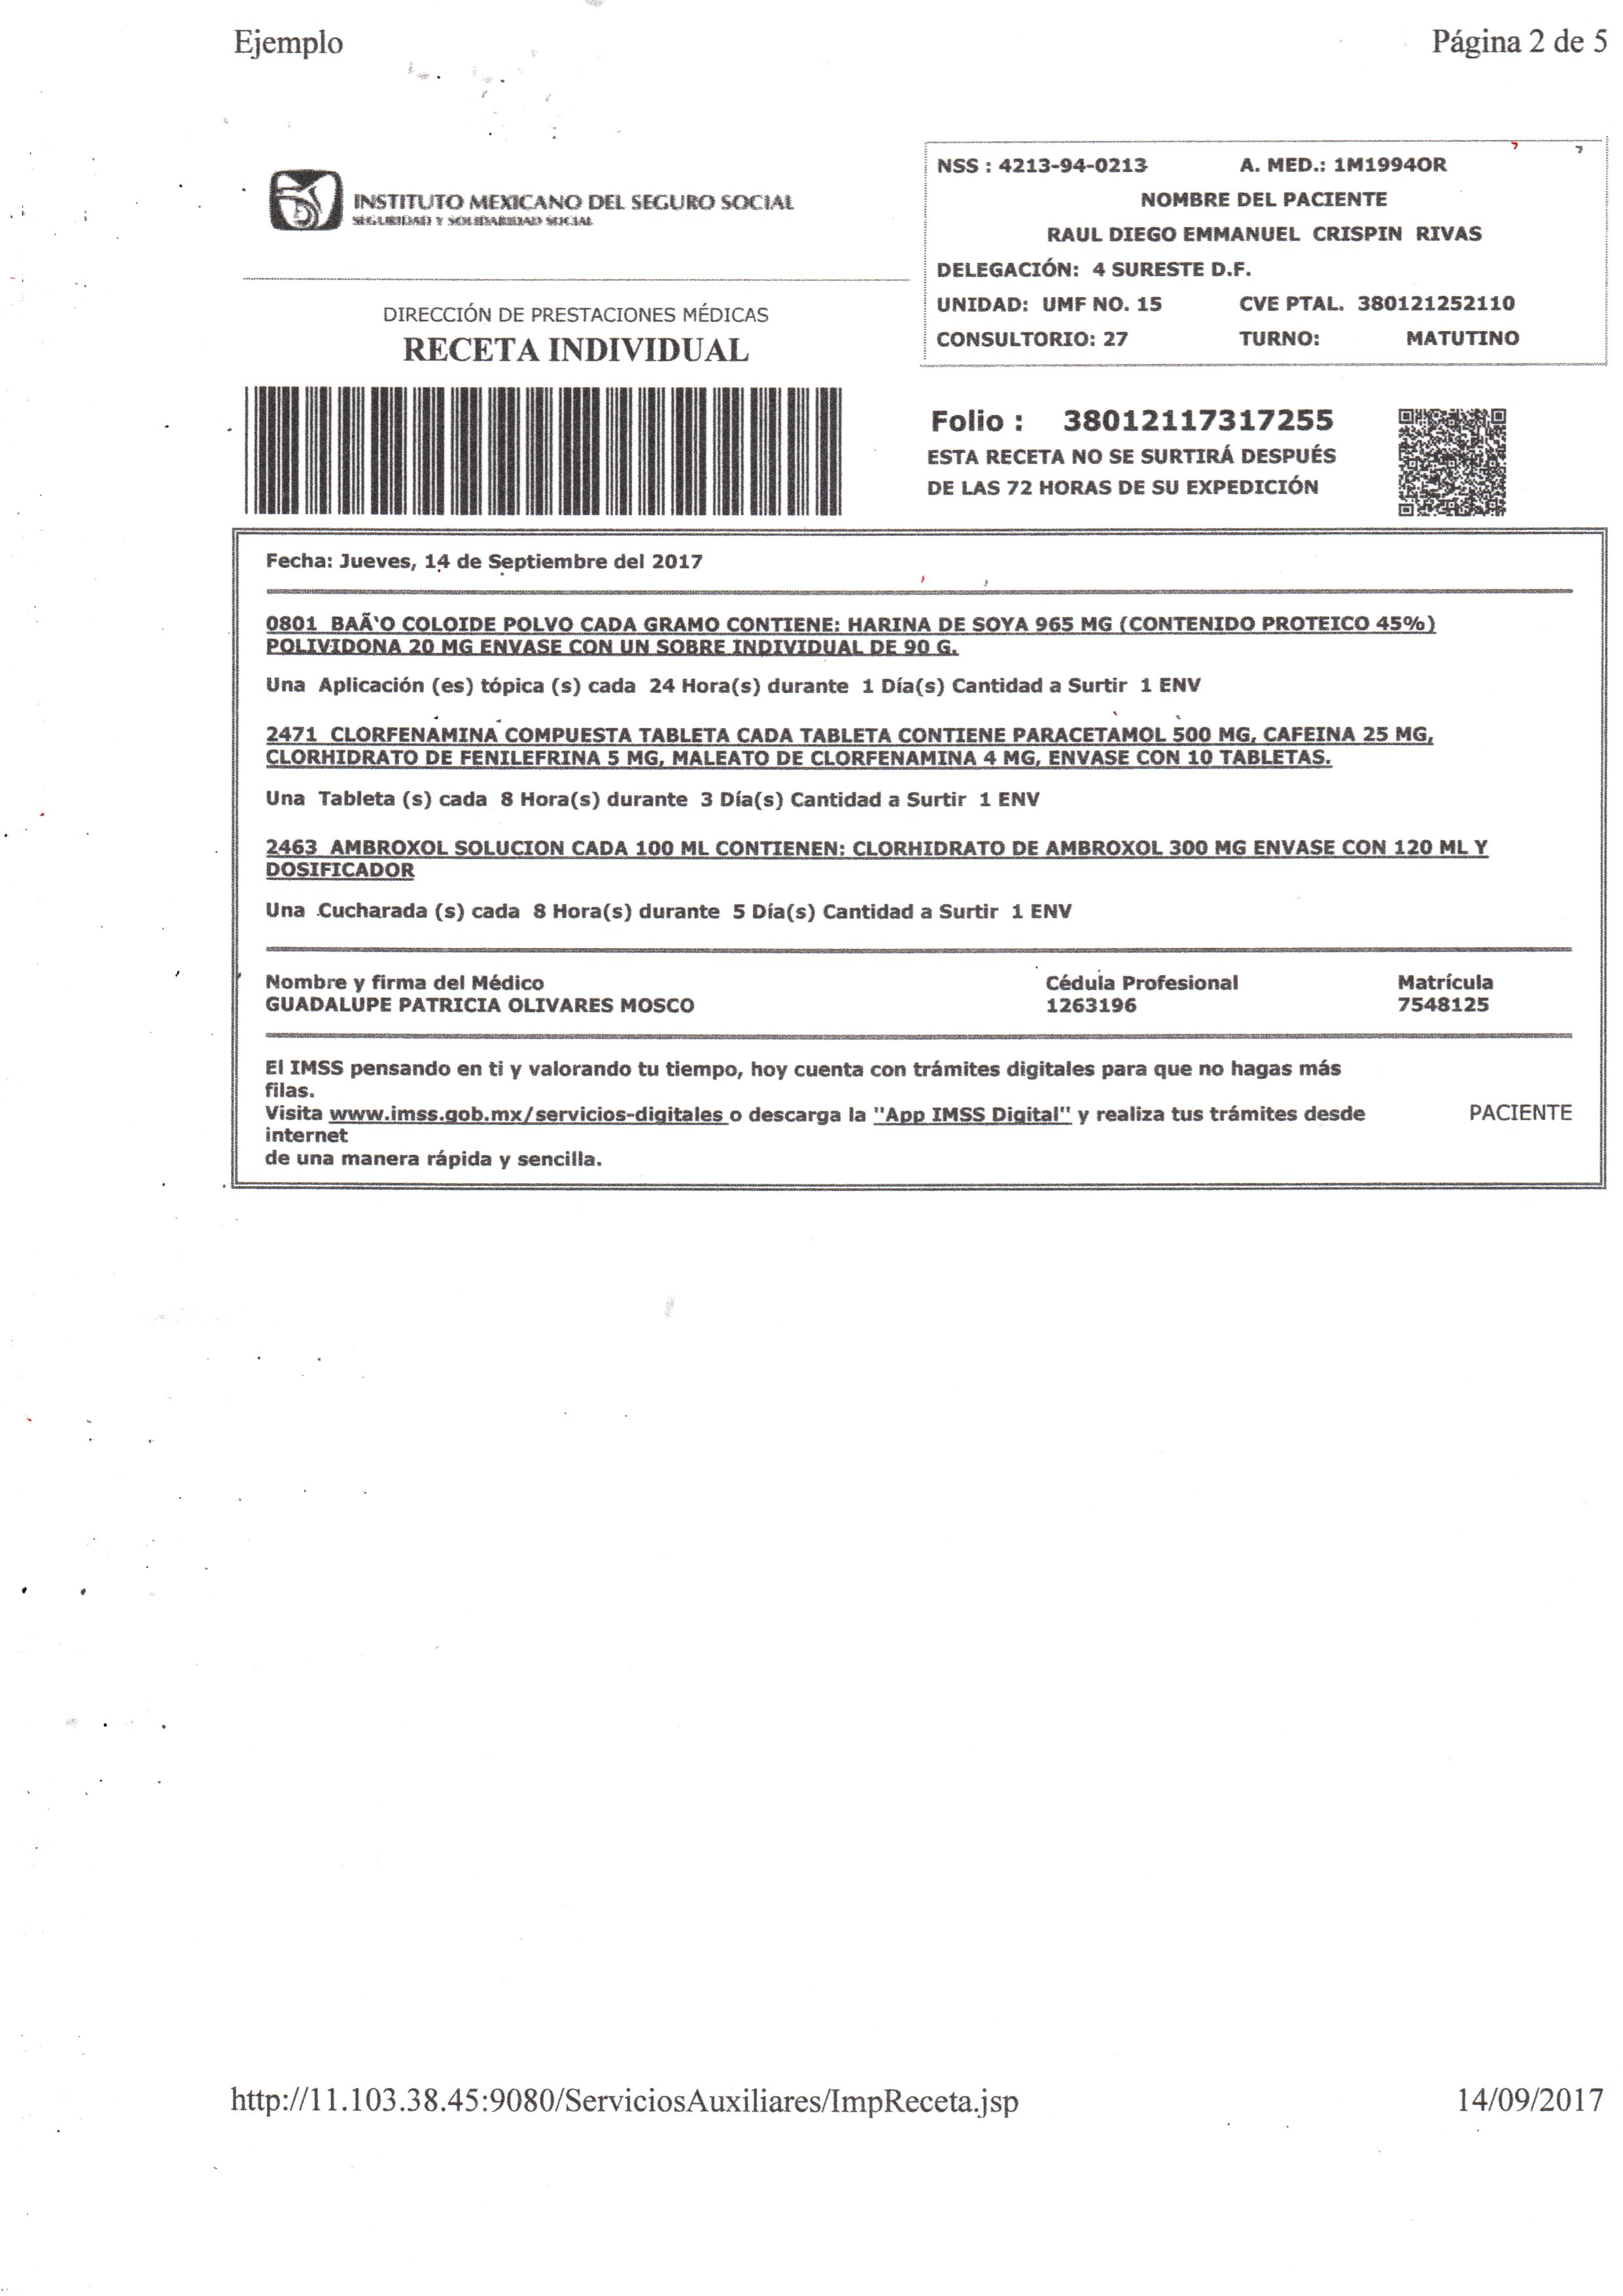 Ejemplo
Página 2 de 5
INSTITUTO MEXICANO DEL SEGURO SOCIAL
SEGURIDAD Y SOLIDARIDAD SOCIAL
NSS : 4213-94-0213 A. MED.: 1M1994OR
NOMBRE DEL PACIENTE
RAUL DIEGO EMMANUEL CRISPIN RIVAS
DELEGACIÓN: 4 SURESTE D.F.
UNIDAD: UMF NO. 15 CVE PTAL. 380121252110
CONSULTORIO: 27 TURNO: MATUTINO
DIRECCIÓN DE PRESTACIONES MÉDICAS
RECETA INDIVIDUAL
Folio : 38012117317255
ESTA RECETA NO SE SURTIRÁ DESPUÉS
DE LAS 72 HORAS DE SU EXPEDICIÓN
Fecha: Jueves, 14 de Septiembre del 2017
0801 BAÃ'O COLOIDE POLVO CADA GRAMO CONTIENE: HARINA DE SOYA 965 MG (CONTENIDO PROTEICO 45%)
POLIVIDONA 20 MG ENVASE CON UN SOBRE INDIVIDUAL DE 90 G.
Una Aplicación (es) tópica (s) cada 24 Hora(s) durante 1 Día(s) Cantidad a Surtir 1 ENV
2471 CLORFENAMINA COMPUESTA TABLETA CADA TABLETA CONTIENE PARACETAMOL 500 MG, CAFEINA 25 MG,
CLORHIDRATO DE FENILEFRINA 5 MG, MALEATO DE CLORFENAMINA 4 MG, ENVASE CON 10 TABLETAS.
Una Tableta (s) cada 8 Hora(s) durante 3 Día(s) Cantidad a Surtir 1 ENV
2463 AMBROXOL SOLUCION CADA 100 ML CONTIENEN: CLORHIDRATO DE AMBROXOL 300 MG ENVASE CON 120 ML Y
DOSIFICADOR
Una Cucharada (s) cada 8 Hora(s) durante 5 Día(s) Cantidad a Surtir 1 ENV
Nombre y firma del Médico Cédula Profesional Matrícula
GUADALUPE PATRICIA OLIVARES MOSCO 1263196 7548125
El IMSS pensando en ti y valorando tu tiempo, hoy cuenta con trámites digitales para que no hagas más
filas.
Visita www.imss.gob.mx/servicios-digitales o descarga la "App IMSS Digital" y realiza tus trámites desde
internet
de una manera rápida y sencilla.
PACIENTE
http://11.103.38.45:9080/ServiciosAuxiliares/ImpReceta.jsp
14/09/2017